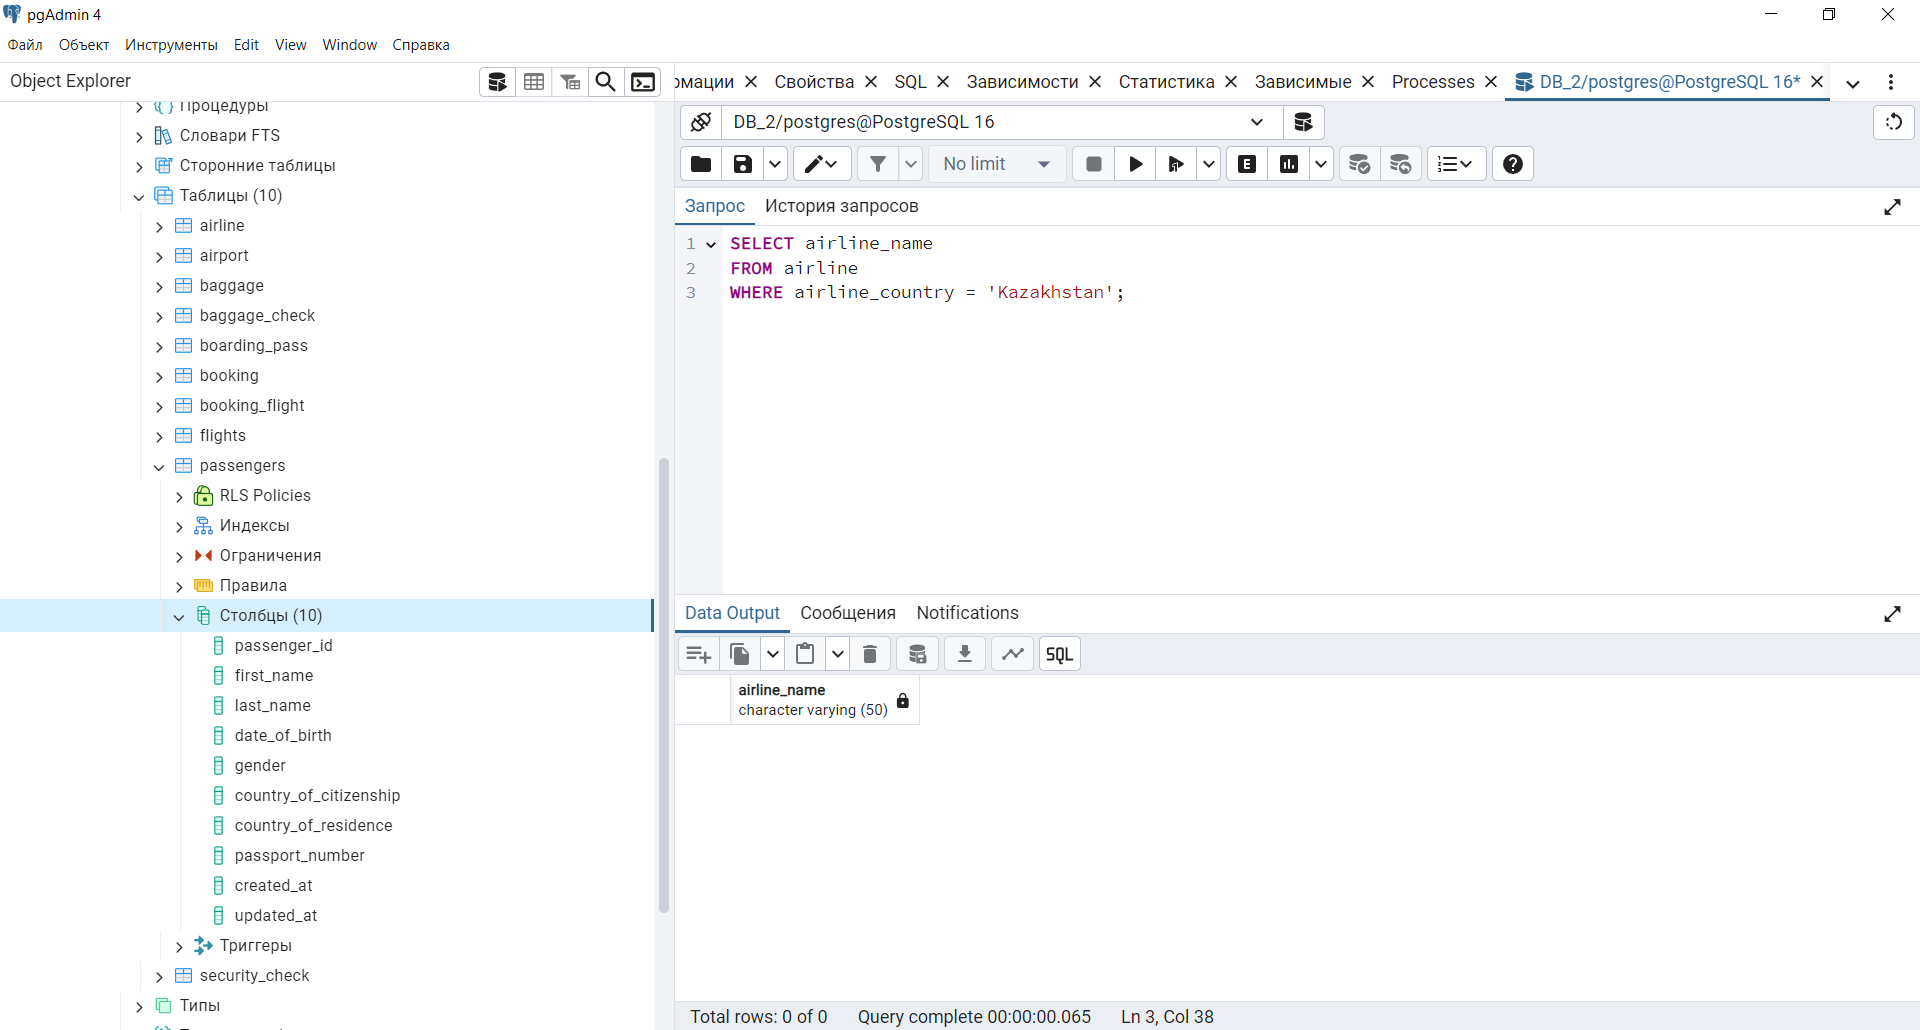 pgAdmin 4
Файл Объект Инструменты Edit View Window Справка
Object Explorer
рмации Свойства SQL Зависимости Статистика Зависимые Processes DB_2/postgres@PostgreSQL 16*
Процедуры
Словари FTS
Сторонние таблицы
Таблицы (10)
airline
airport
baggage
baggage_check
boarding_pass
booking
booking_flight
flights
passengers
RLS Policies
Индексы
Ограничения
Правила
Столбцы (10)
passenger_id
first_name
last_name
date_of_birth
gender
country_of_citizenship
country_of_residence
passport_number
created_at
updated_at
Триггеры
security_check
Типы
DB_2/postgres@PostgreSQL 16
No limit
E
Запрос История запросов
1 SELECT airline_name
2 FROM airline
3 WHERE airline_country = 'Kazakhstan';
Data Output Сообщения Notifications
SQL
airline_name
character varying (50)
Total rows: 0 of 0 Query complete 00:00:00.065 Ln 3, Col 38